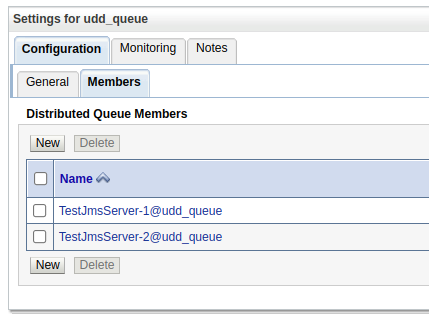 Settings for udd_queue
Configuration Monitoring Notes
General Members
Distributed Queue Members
New Delete
Name
TestJmsServer-1@udd_queue
TestJmsServer-2@udd_queue
New Delete